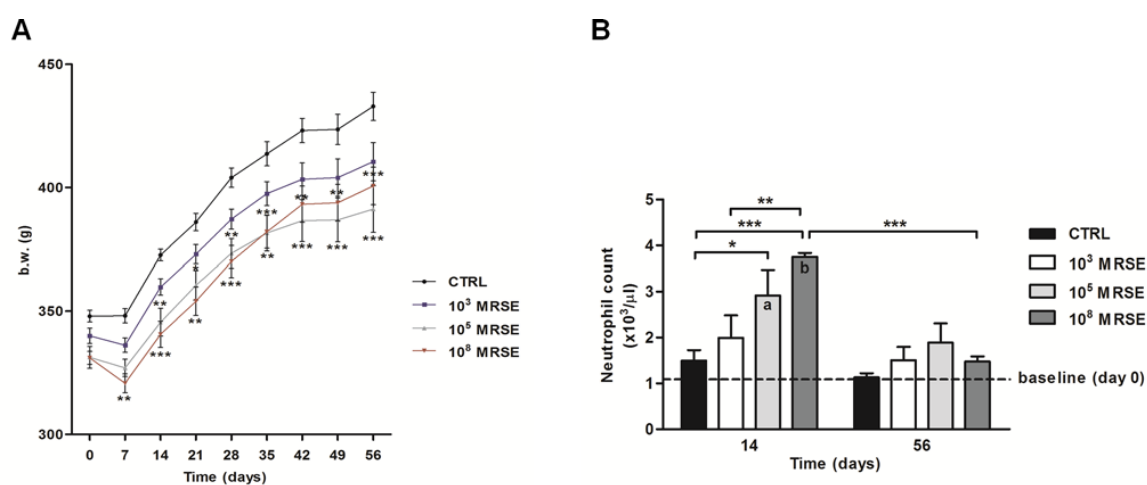 A
450
400
350
300
b.w. (g)
0 7 14 21 28 35 42 49 56
Time (days)
** ** *** * ** ** *** *** ** ** *** ** *** *** ***
CTRL
10³ MRSE
10⁵ MRSE
10⁸ MRSE
B
5
4
3
2
1
0
Neutrophil count
(x10³/µl)
**
*** ***
*
a b
14 56
Time (days)
CTRL
10³ MRSE
10⁵ MRSE
10⁸ MRSE
baseline (day 0)